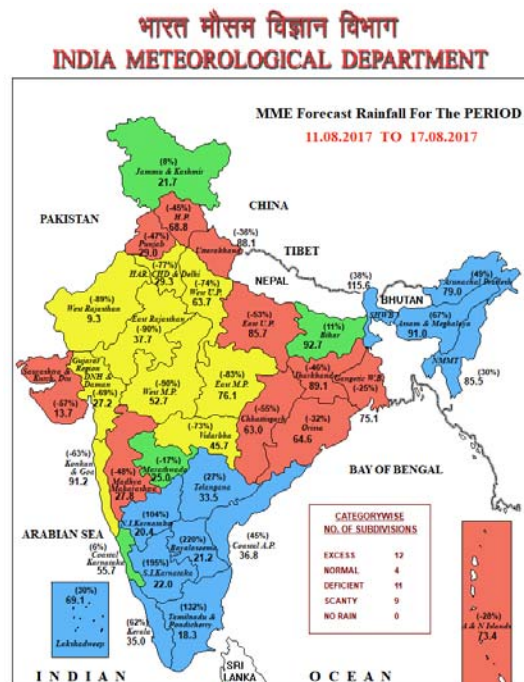 भारत मौसम विज्ञान विभाग
INDIA METEOROLOGICAL DEPARTMENT
MME Forecast Rainfall For The PERIOD
11.08.2017 TO 17.08.2017
(8%)
Jammu & Kashmir
21.7
(-45%)
H.P.
68.8
CHINA
PAKISTAN
(-47%)
Punjab
29.0
Uttarakhand
(-36%)
88.1
TIBET
(-77%)
HAR. CHD & Delhi
29.3
(-74%)
West U.P.
63.7
NEPAL
(38%)
115.6
BHUTAN
(49%)
Arunachal Pradesh
79.0
(-89%)
West Rajasthan
9.3
East Rajasthan
(-90%)
37.7
(-53%)
East U.P.
85.7
(11%)
Bihar
92.7
SHWB
(67%)
Assam & Meghalaya
91.0
NMMT
(30%)
85.5
Saurashtra &
Kutch, Diu
(-57%)
13.7
Gujarat
Region
DNH &
Daman
(-69%)
27.2
(-90%)
West M.P.
52.7
(-83%)
East M.P.
76.1
(-46%)
Jharkhand
89.1
Gangetic W.B.
(-25%)
75.1
(-55%)
Chhattisgarh
63.0
(-32%)
Orissa
64.6
(-73%)
Vidarbha
45.7
(-63%)
Konkan
& Goa
91.2
(-48%)
Madhya
Maharashtra
27.8
(-17%)
Marathwada
25.0
BAY OF BENGAL
(27%)
Telangana
33.5
ARABIAN SEA
(104%)
N.I.Karnataka
20.4
(220%)
Rayalaseema
21.2
(45%)
Coastal A.P.
36.8
(6%)
Coastal
Karnataka
55.7
(195%)
S.I.Karnataka
22.0
(30%)
69.1
Lakshadweep
(62%)
Kerala
35.0
(132%)
Tamilnadu &
Pondicherry
18.3
CATEGORYWISE
NO. OF SUBDIVISIONS
EXCESS 12
NORMAL 4
DEFICIENT 11
SCANTY 9
NO RAIN 0
(-28%)
A & N Islands
73.4
SRI
LANKA
INDIAN OCEAN